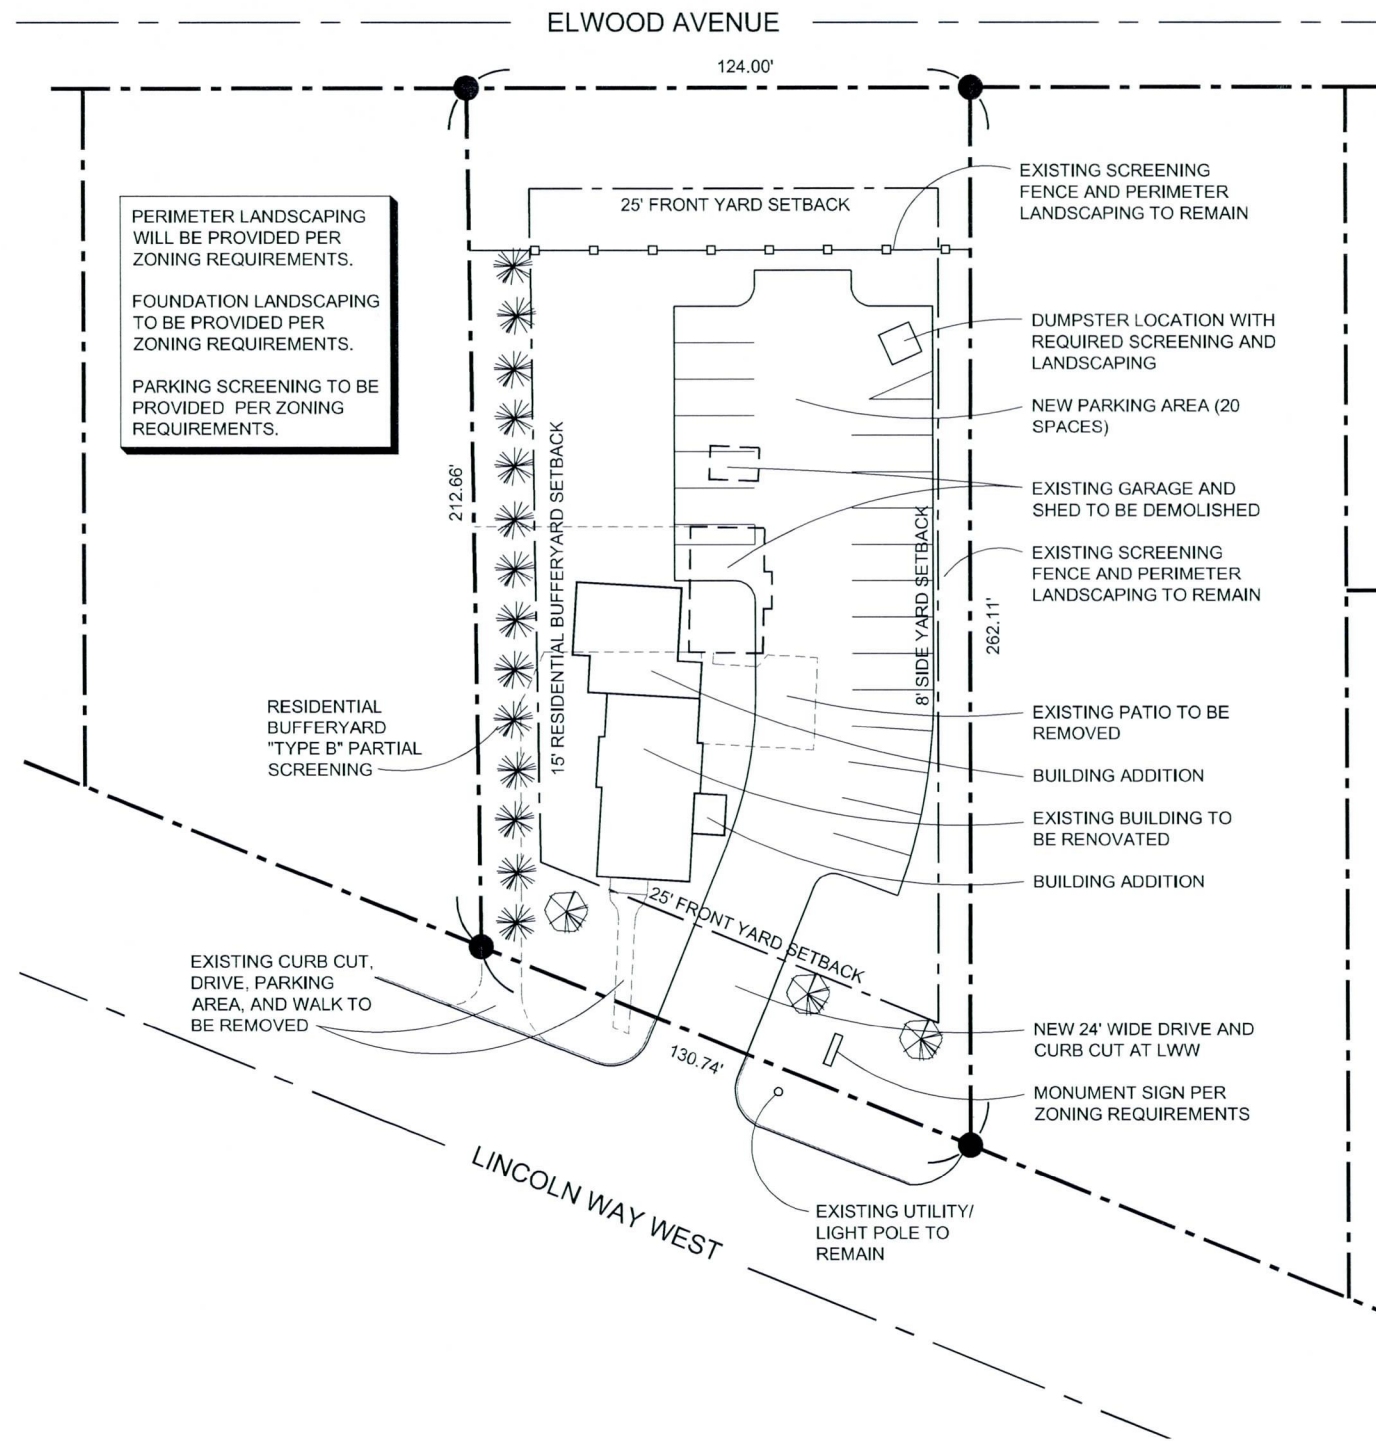 ELWOOD AVENUE
124.00'
EXISTING SCREENING
FENCE AND PERIMETER
LANDSCAPING TO REMAIN
25' FRONT YARD SETBACK
PERIMETER LANDSCAPING
WILL BE PROVIDED PER
ZONING REQUIREMENTS.
FOUNDATION LANDSCAPING
TO BE PROVIDED PER
ZONING REQUIREMENTS.
PARKING SCREENING TO BE
PROVIDED PER ZONING
REQUIREMENTS.
DUMPSTER LOCATION WITH
REQUIRED SCREENING AND
LANDSCAPING
NEW PARKING AREA (20
SPACES)
212.66'
15' RESIDENTIAL BUFFERYARD SETBACK
8' SIDE YARD SETBACK
EXISTING GARAGE AND
SHED TO BE DEMOLISHED
EXISTING SCREENING
FENCE AND PERIMETER
LANDSCAPING TO REMAIN
262.11'
RESIDENTIAL
BUFFERYARD
"TYPE B" PARTIAL
SCREENING
EXISTING PATIO TO BE
REMOVED
BUILDING ADDITION
EXISTING BUILDING TO
BE RENOVATED
BUILDING ADDITION
25' FRONT YARD SETBACK
EXISTING CURB CUT,
DRIVE, PARKING
AREA, AND WALK TO
BE REMOVED
130.74'
NEW 24' WIDE DRIVE AND
CURB CUT AT LWW
MONUMENT SIGN PER
ZONING REQUIREMENTS
LINCOLN WAY WEST
EXISTING UTILITY/
LIGHT POLE TO
REMAIN